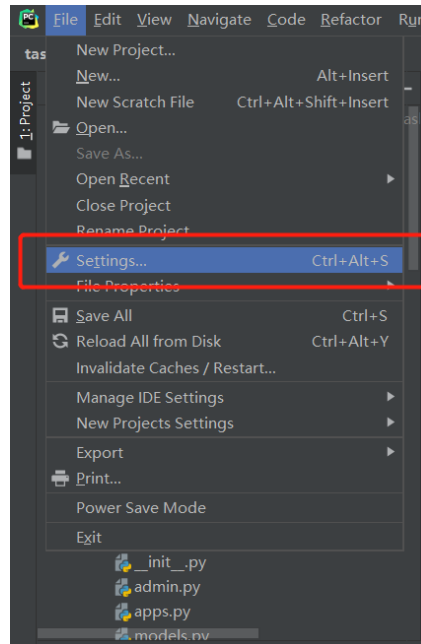 PC File Edit View Navigate Code Refactor
tas
1: Project
New Project...
New... Alt+Insert
New Scratch File Ctrl+Alt+Shift+Insert
Open...
Save As...
Open Recent
Close Project
Rename Project
Settings... Ctrl+Alt+S
File Properties
Save All Ctrl+S
Reload All from Disk Ctrl+Alt+Y
Invalidate Caches / Restart...
Manage IDE Settings
New Projects Settings
Export
Print...
Power Save Mode
Exit
__init__.py
admin.py
apps.py
models.py